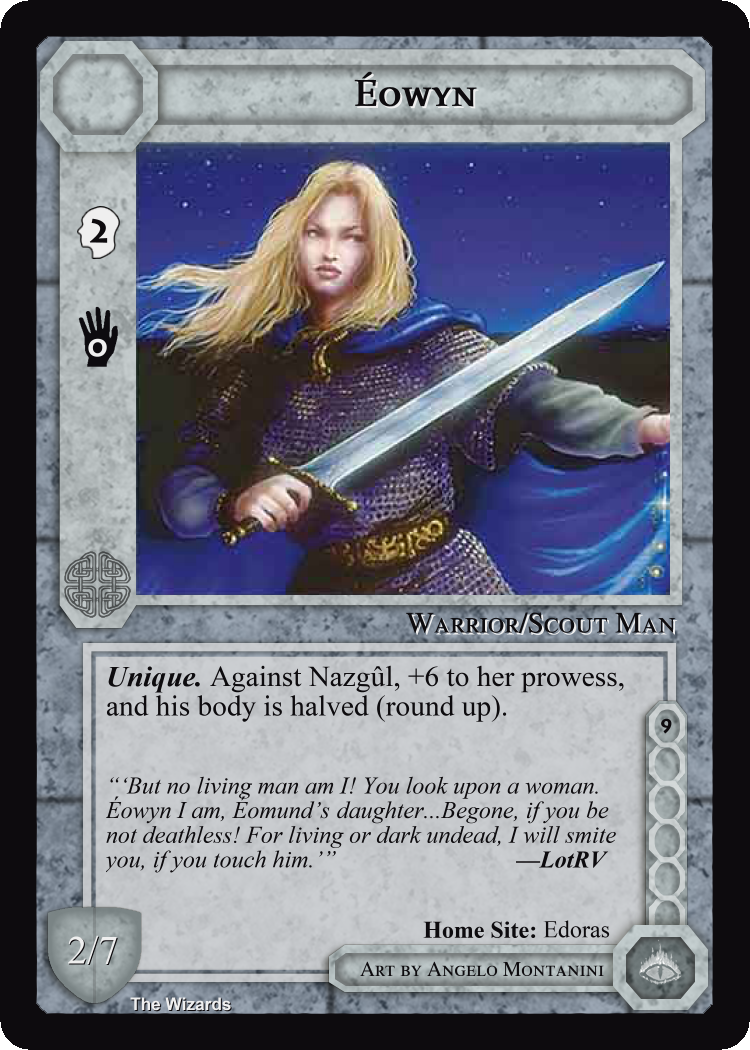 Éowyn
2
0
Warrior/Scout Man
Unique. Against Nazgûl, +6 to her prowess,
and his body is halved (round up).
9
“‘But no living man am I! You look upon a woman.
Éowyn I am, Éomund’s daughter...Begone, if you be
not deathless! For living or dark undead, I will smite
you, if you touch him.’” —LotRV
Home Site: Edoras
2/7
Art by Angelo Montanini
The Wizards